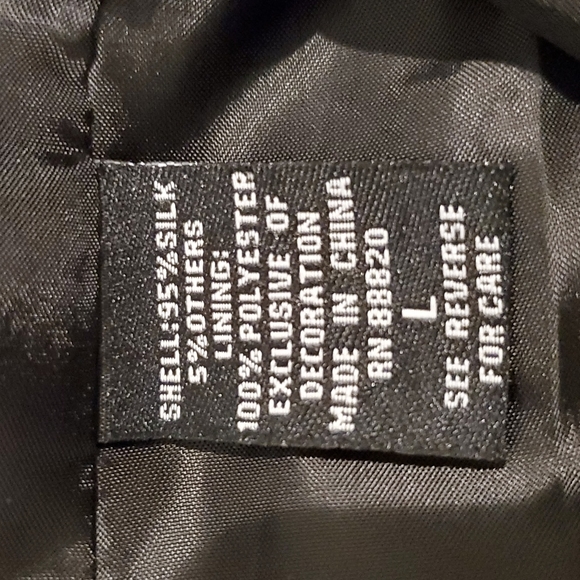 SHELL:95%SILK
5%OTHERS
LINING:
100%POLYESTER
EXCLUSIVE OF
DECORATION
MADE IN CHINA
RN 88820
L
SEE REVERSE
FOR CARE